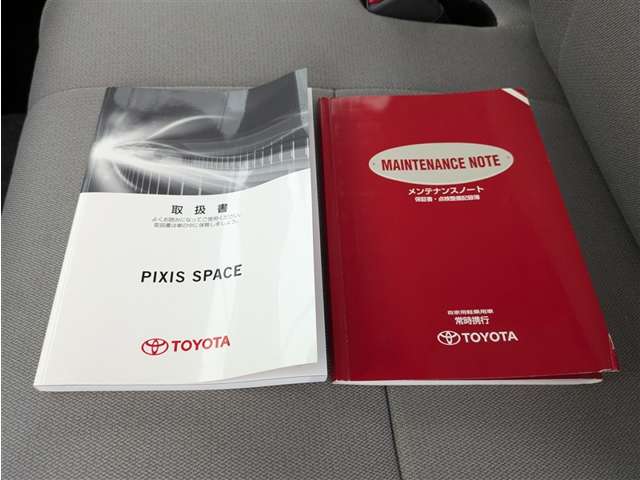 取扱書
よくお読みになってご使用ください。
取扱書は車の中に保管しましょう。
PIXIS SPACE
TOYOTA
MAINTENANCE NOTE
メンテナンスノート
保証書・点検整備記録簿
自家用軽乗用車
常時携行
TOYOTA